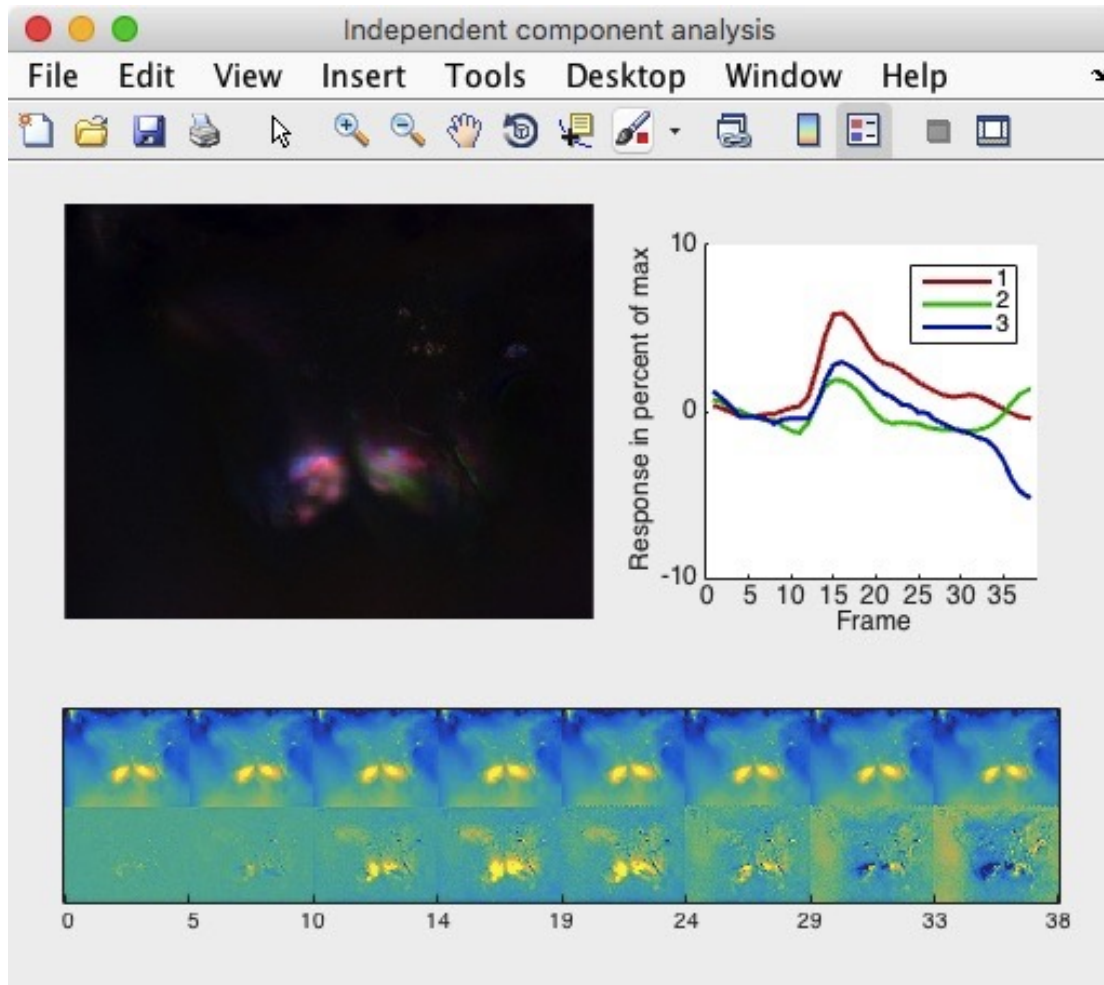 Independent component analysis
File Edit View Insert Tools Desktop Window Help
Response in percent of max
10
0
-10
1
2
3
0 5 10 15 20 25 30 35
Frame
0 5 10 14 19 24 29 33 38